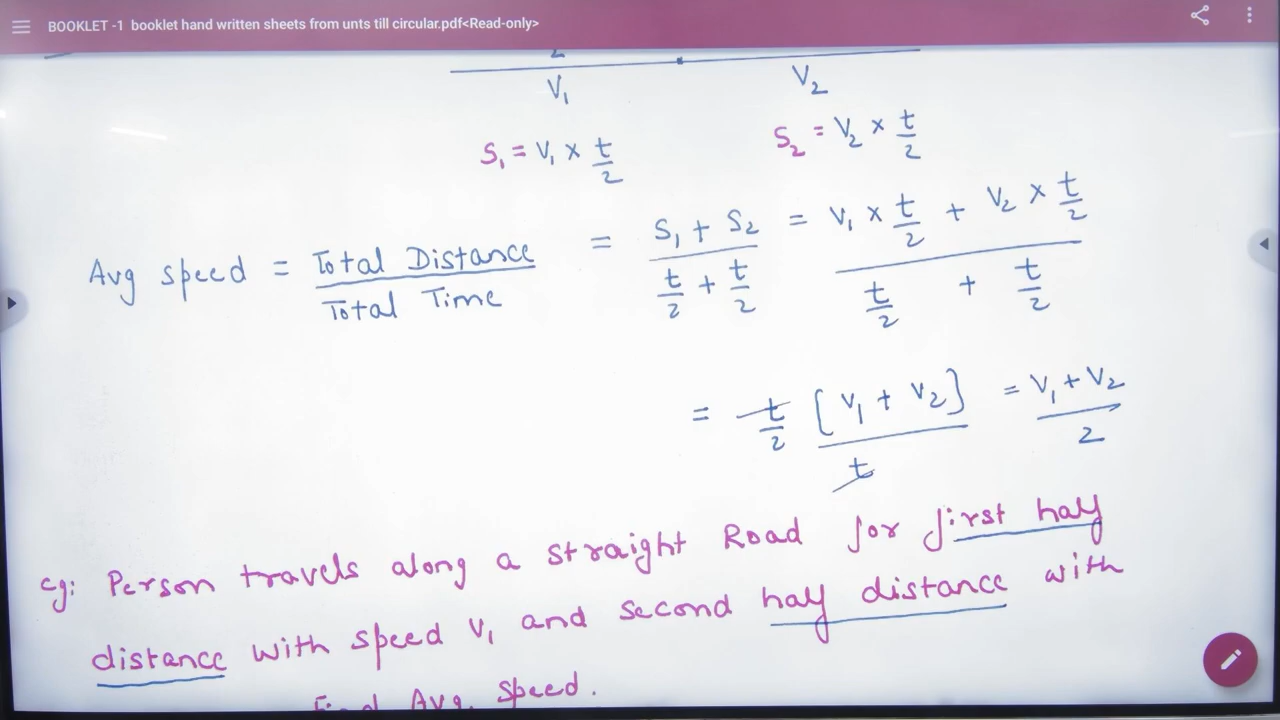 BOOKLET -1 booklet hand written sheets from unts till circular.pdf<Read-only>
V₁ V₂
S₁ = V₁ × t/2 S₂ = V₂ × t/2
Avg speed = Total Distance / Total Time = (S₁ + S₂) / (t/2 + t/2) = (V₁ × t/2 + V₂ × t/2) / (t/2 + t/2)
= t/2 [V₁ + V₂] / t = (V₁ + V₂) / 2
eg: Person travels along a straight Road for first half
distance with speed V₁ and second half distance with
Find Avg. speed.